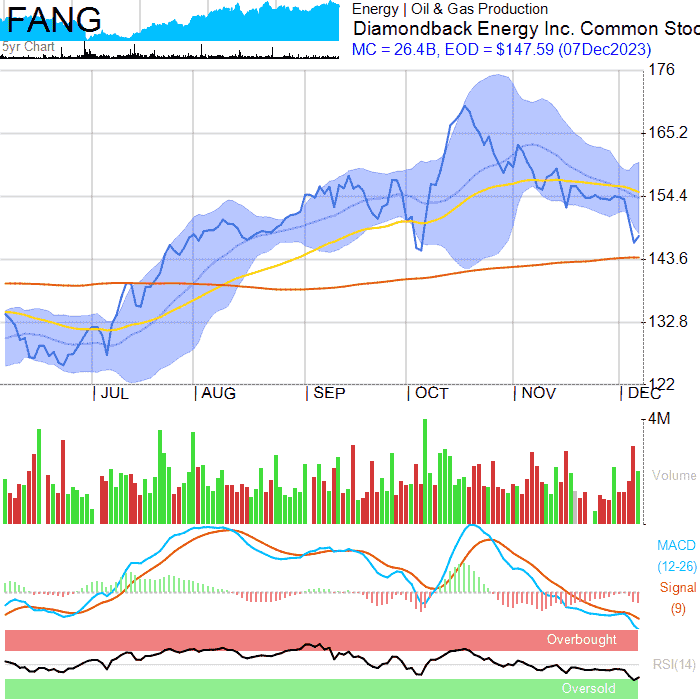 FANG
5yr Chart
Energy | Oil & Gas Production
Diamondback Energy Inc. Common Stoc
MC = 26.4B, EOD = $147.59 (07Dec2023)
176
165.2
154.4
143.6
132.8
122
JUL AUG SEP OCT NOV DEC
4M
Volume
MACD
(12-26)
Signal
(9)
Overbought
RSI(14)
Oversold